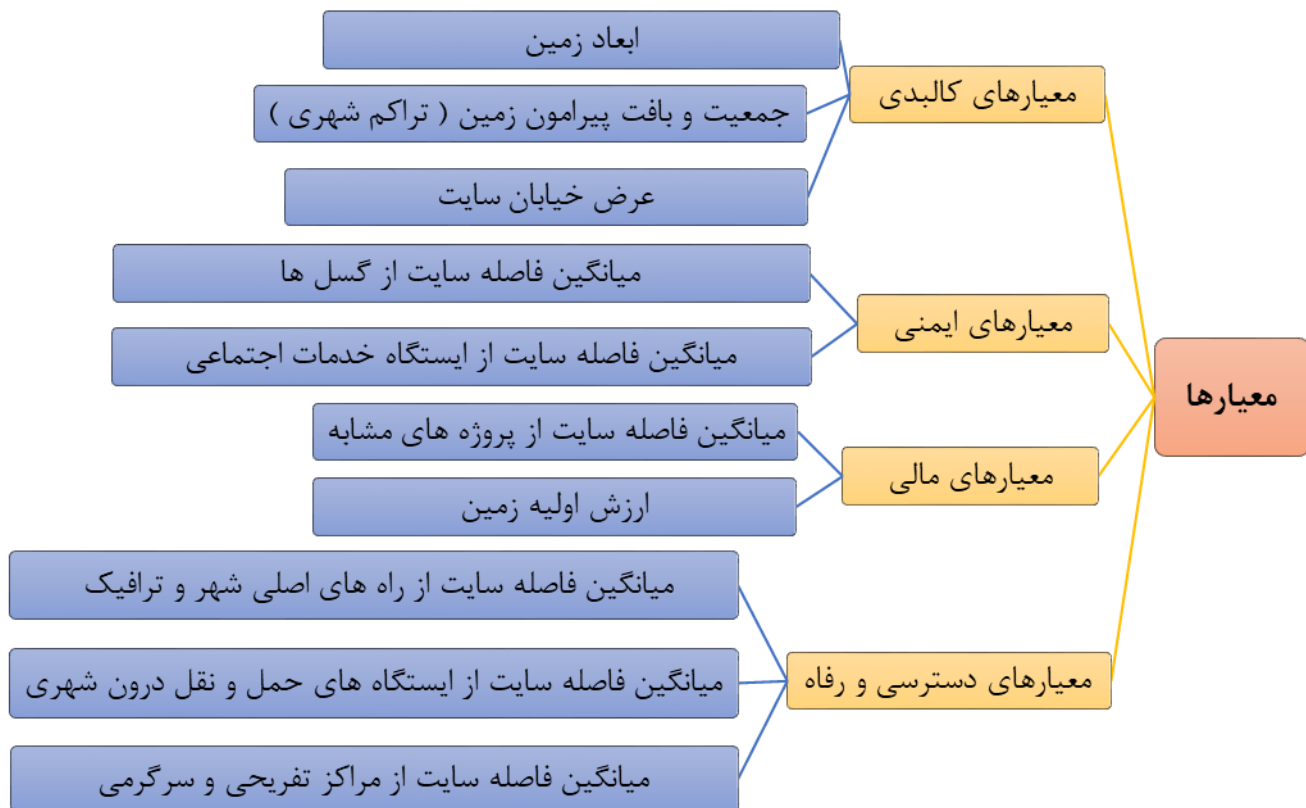 معیارها
معیارهای کالبدی
ابعاد زمین
جمعیت و بافت پیرامون زمین ( تراکم شهری )
عرض خیابان سایت
معیارهای ایمنی
میانگین فاصله سایت از گسل ها
میانگین فاصله سایت از ایستگاه خدمات اجتماعی
معیارهای مالی
میانگین فاصله سایت از پروژه های مشابه
ارزش اولیه زمین
معیارهای دسترسی و رفاه
میانگین فاصله سایت از راه های اصلی شهر و ترافیک
میانگین فاصله سایت از ایستگاه های حمل و نقل درون شهری
میانگین فاصله سایت از مراکز تفریحی و سرگرمی